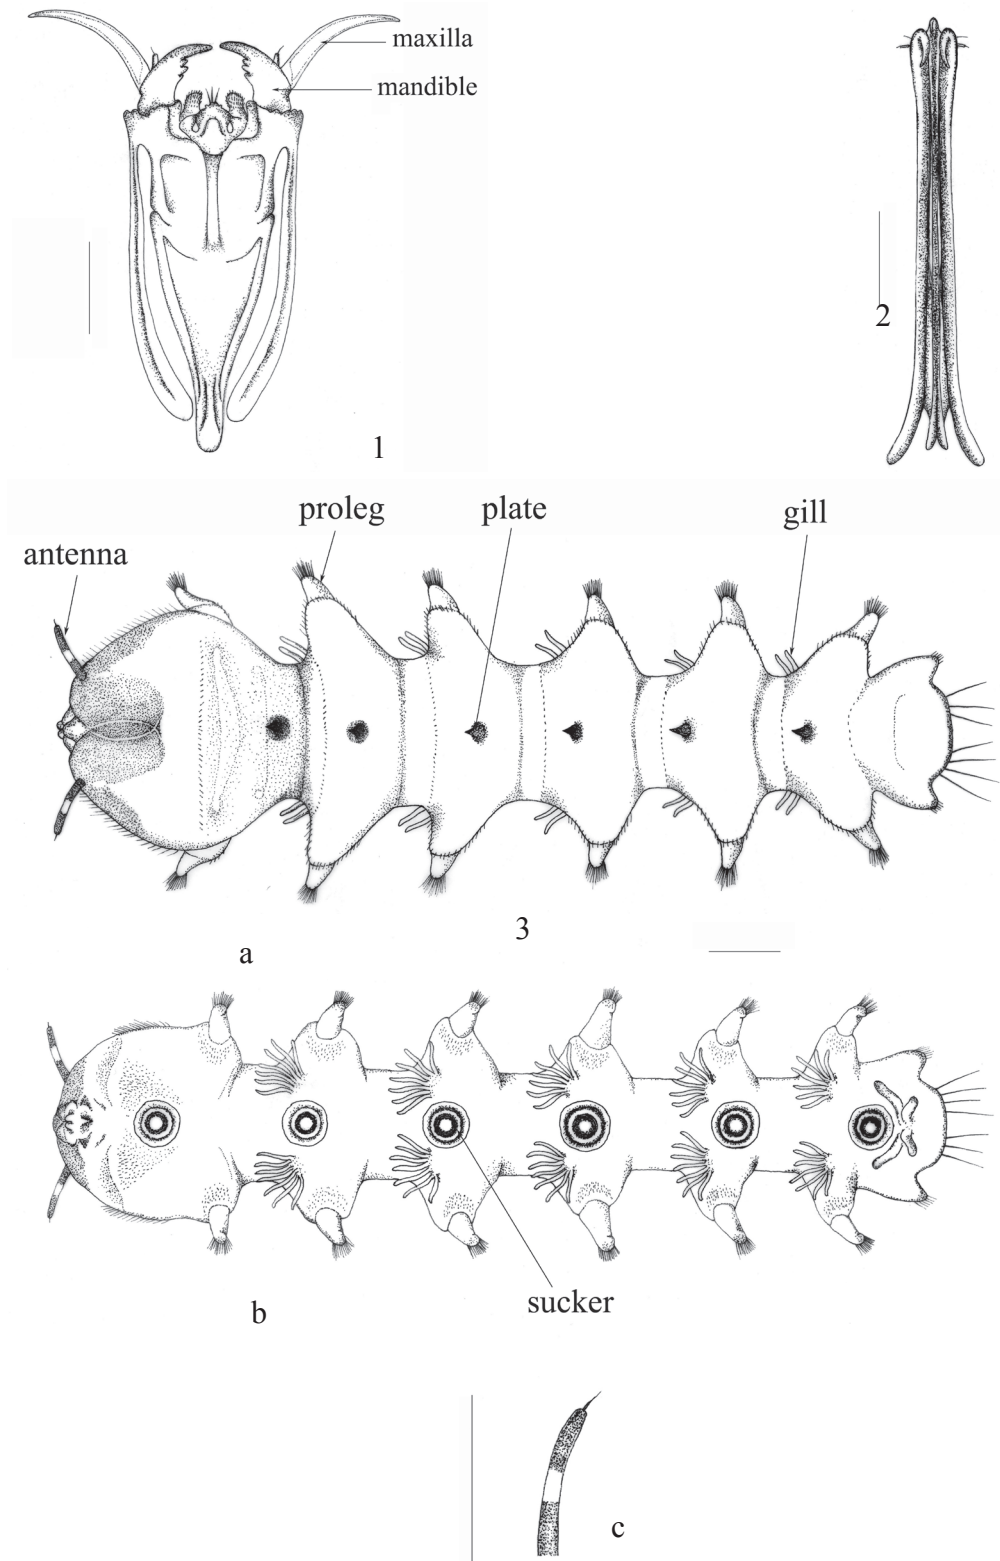 maxilla
mandible
1
2
proleg
plate
gill
antenna
3
a
sucker
b
c